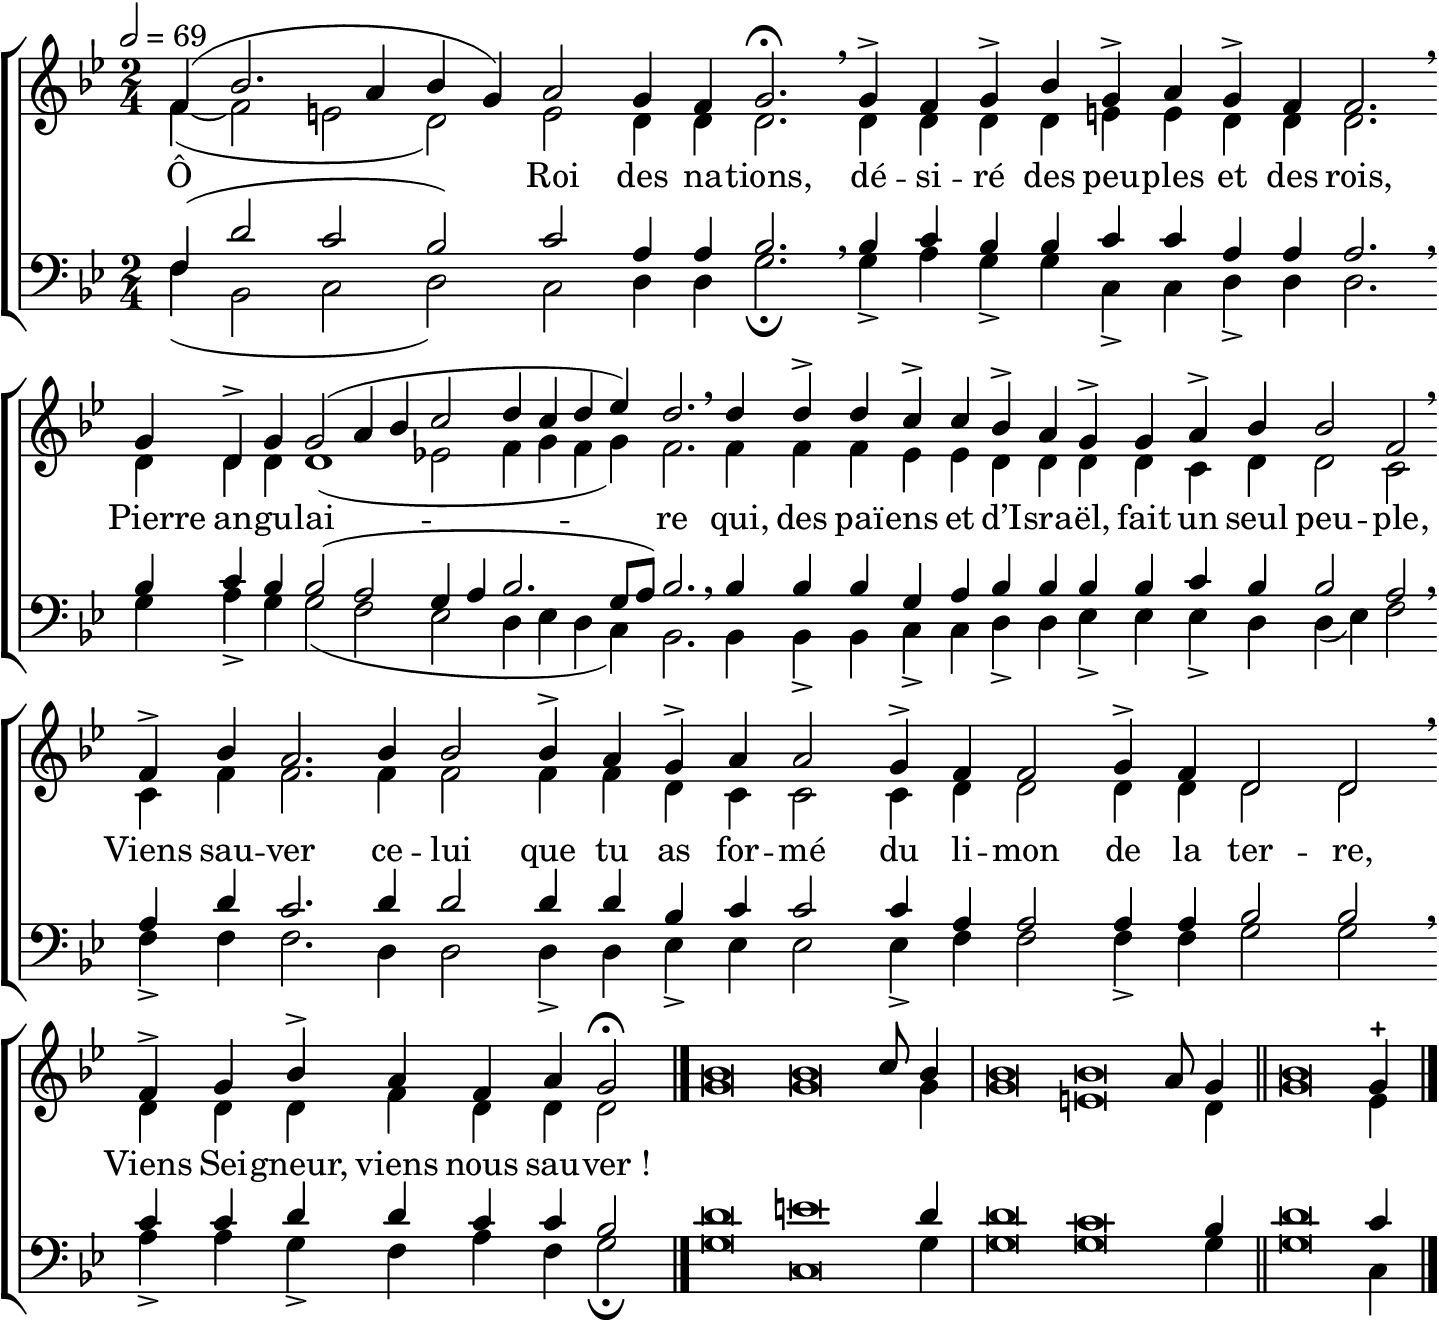 = 69
Ô Roi des nations, dé - si - ré des peuples et des rois,
Pierre angulai - - re qui, des païens et d’Israël, fait un seul peu - ple,
Viens sau - ver ce - lui que tu as for - mé du li - mon de la ter - re,
Viens Seigneur, viens nous sauver !